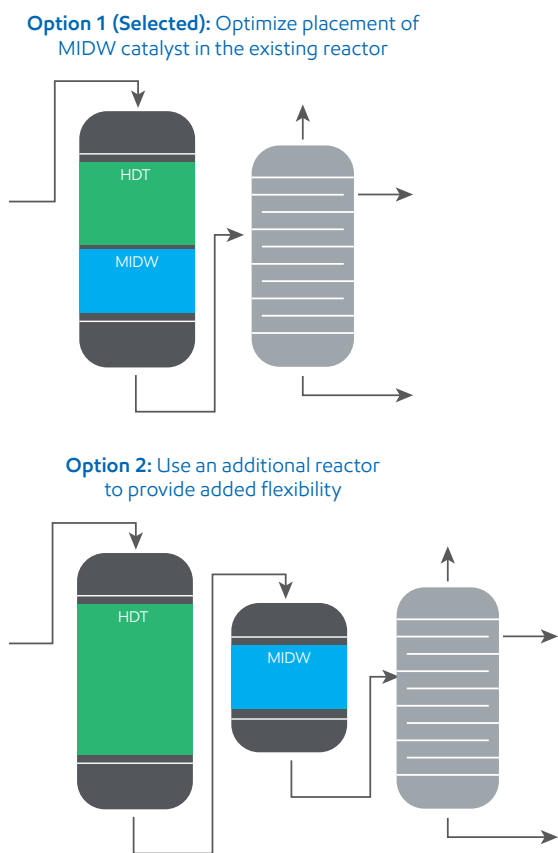 Option 1 (Selected): Optimize placement of
MIDW catalyst in the existing reactor
HDT
MIDW
Option 2: Use an additional reactor
to provide added flexibility
HDT
MIDW